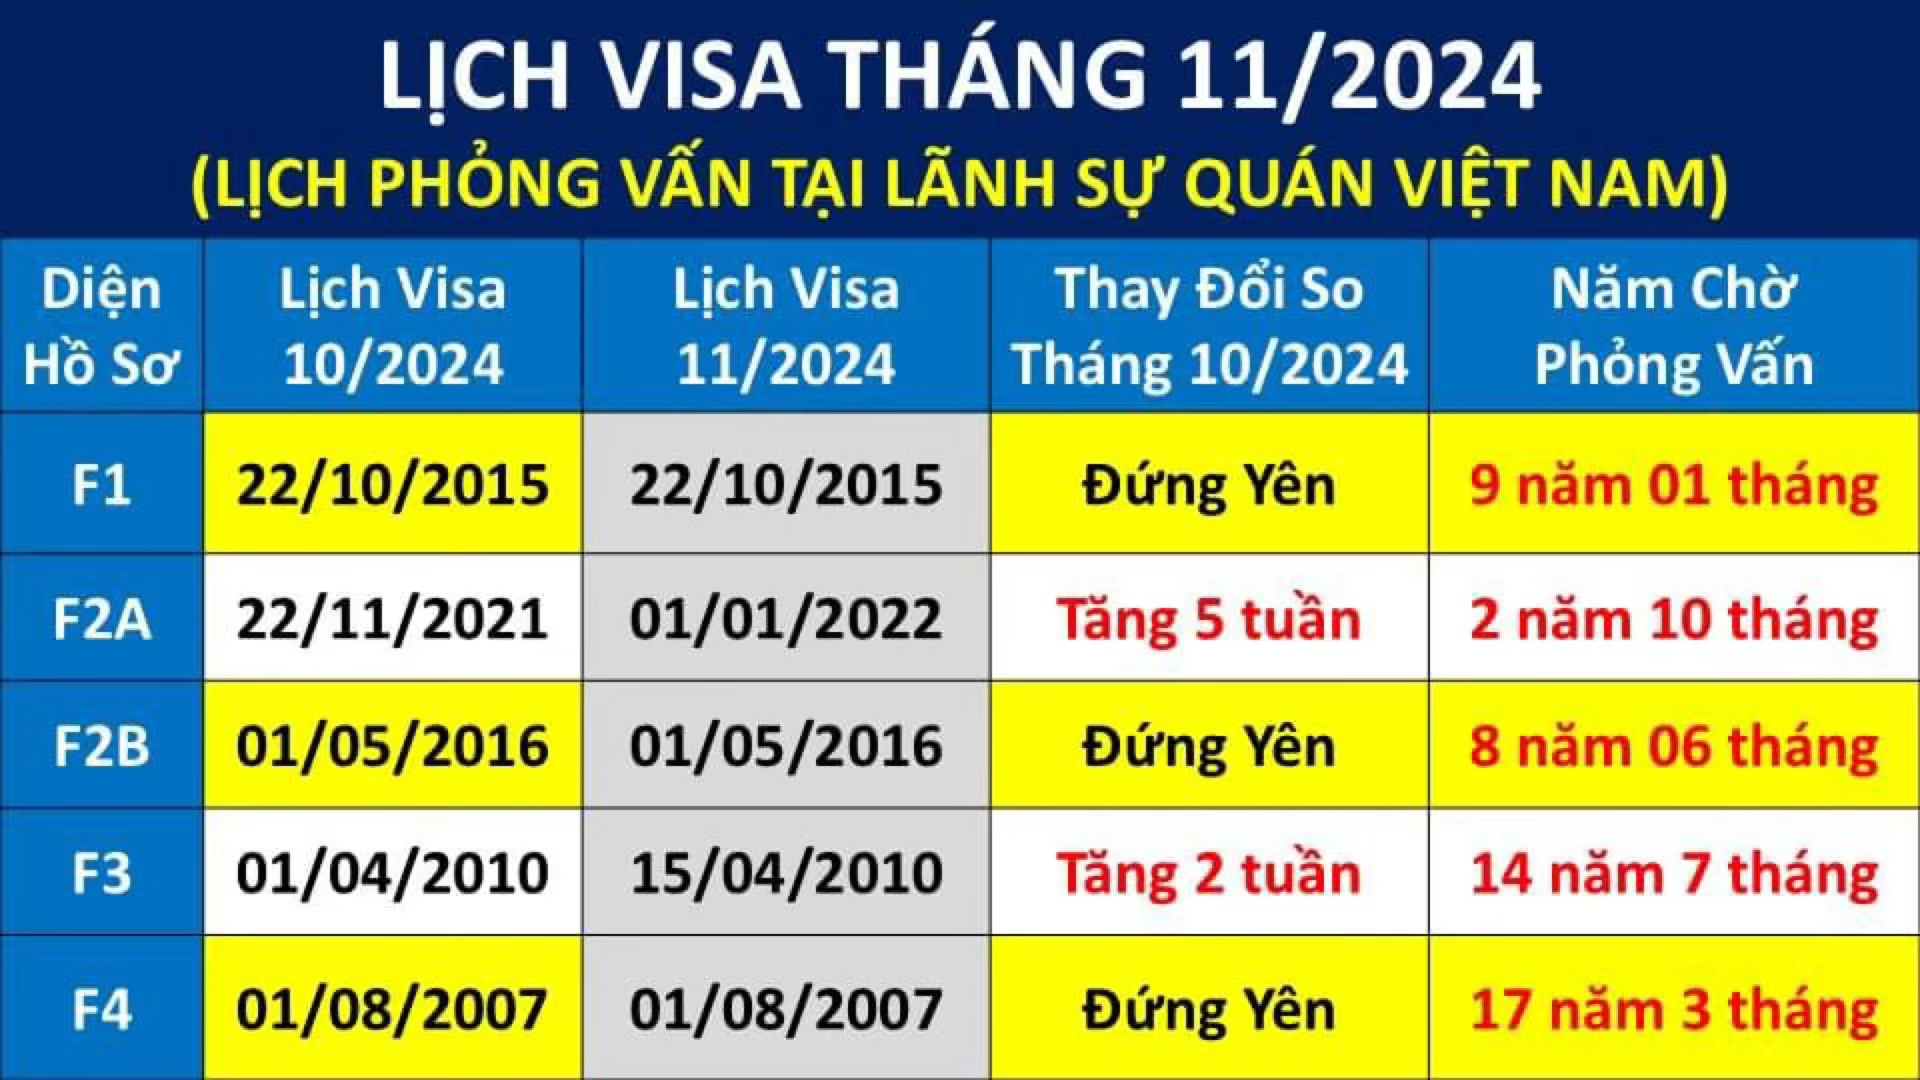 LỊCH VISA THÁNG 11/2024
(LỊCH PHỎNG VẤN TẠI LÃNH SỰ QUÁN VIỆT NAM)
Diện Hồ Sơ Lịch Visa 10/2024 Lịch Visa 11/2024 Thay Đổi So Tháng 10/2024 Năm Chờ Phỏng Vấn
F1 22/10/2015 22/10/2015 Đứng Yên 9 năm 01 tháng
F2A 22/11/2021 01/01/2022 Tăng 5 tuần 2 năm 10 tháng
F2B 01/05/2016 01/05/2016 Đứng Yên 8 năm 06 tháng
F3 01/04/2010 15/04/2010 Tăng 2 tuần 14 năm 7 tháng
F4 01/08/2007 01/08/2007 Đứng Yên 17 năm 3 tháng